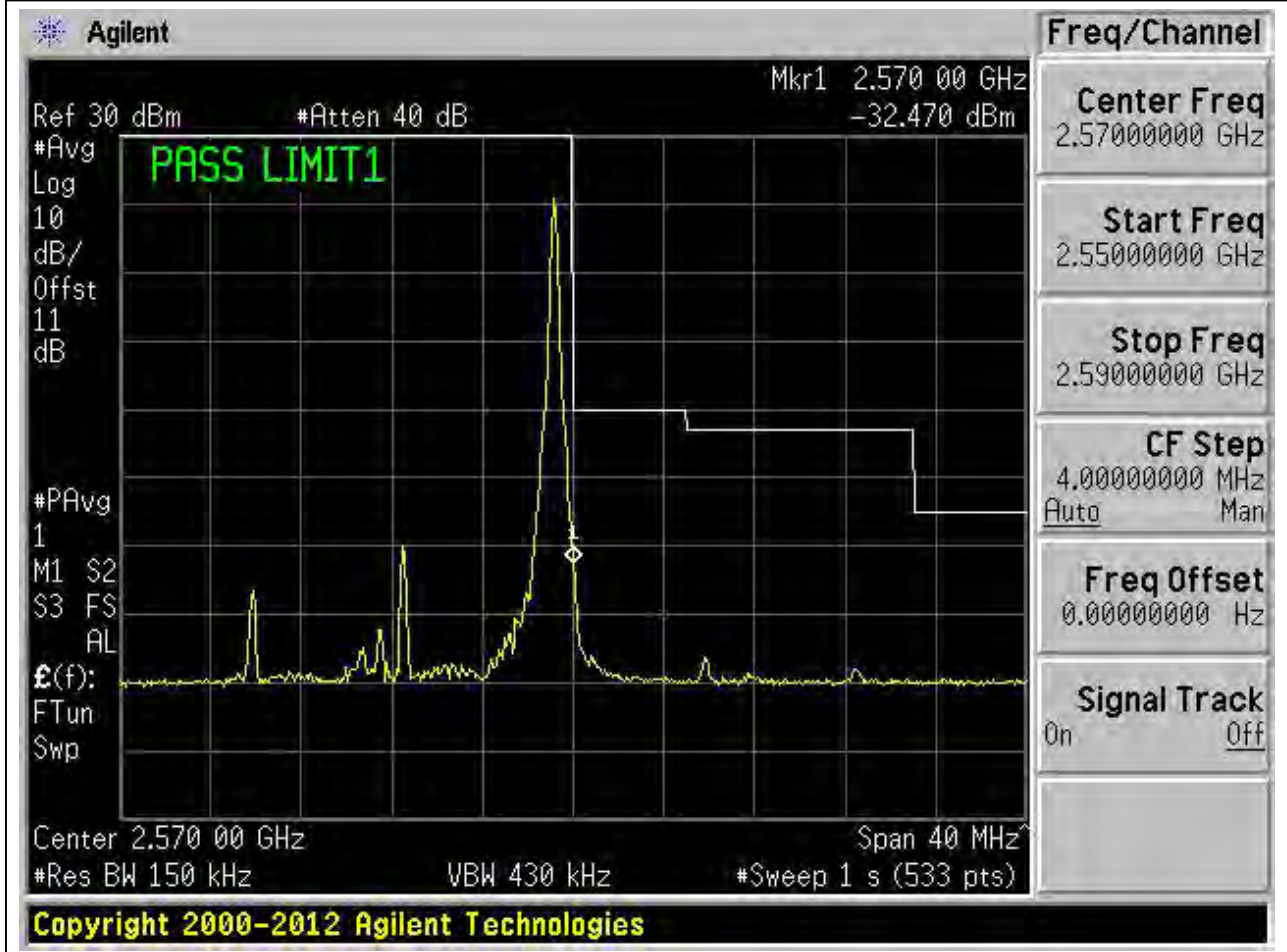 Agilent
Freq/Channel
Mkr1 2.570 00 GHz
Ref 30 dBm #Atten 40 dB -32.470 dBm
#Avg
Log
10
dB/
Offst
11
dB
#PAvg
1
M1 S2
S3 FS
AL
£(f):
FTun
Swp
PASS LIMIT1
1
Center 2.570 00 GHz Span 40 MHz^
#Res BW 150 kHz VBW 430 kHz #Sweep 1 s (533 pts)
Copyright 2000-2012 Agilent Technologies
Center Freq
2.57000000 GHz
Start Freq
2.55000000 GHz
Stop Freq
2.59000000 GHz
CF Step
4.00000000 MHz
Auto Man
Freq Offset
0.00000000 Hz
Signal Track
On Off